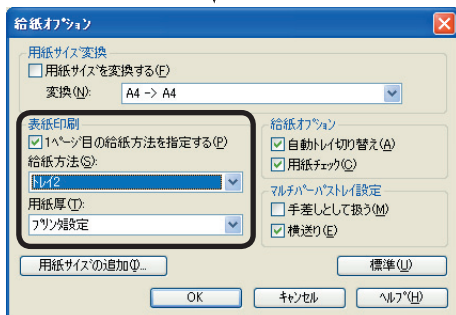 給紙オプション
用紙サイズ変換
用紙サイズを変換する(F)
変換(N): A4 -> A4
表紙印刷
1ページ目の給紙方法を指定する(P)
給紙方法(S):
トレイ2
用紙厚(T):
プリンタ設定
給紙オプション
自動トレイ切り替え(A)
用紙チェック(C)
マルチパーパストレイ設定
手差しとして扱う(M)
横送り(E)
用紙サイズの追加(I)...
標準(U)
OK キャンセル ヘルプ(H)